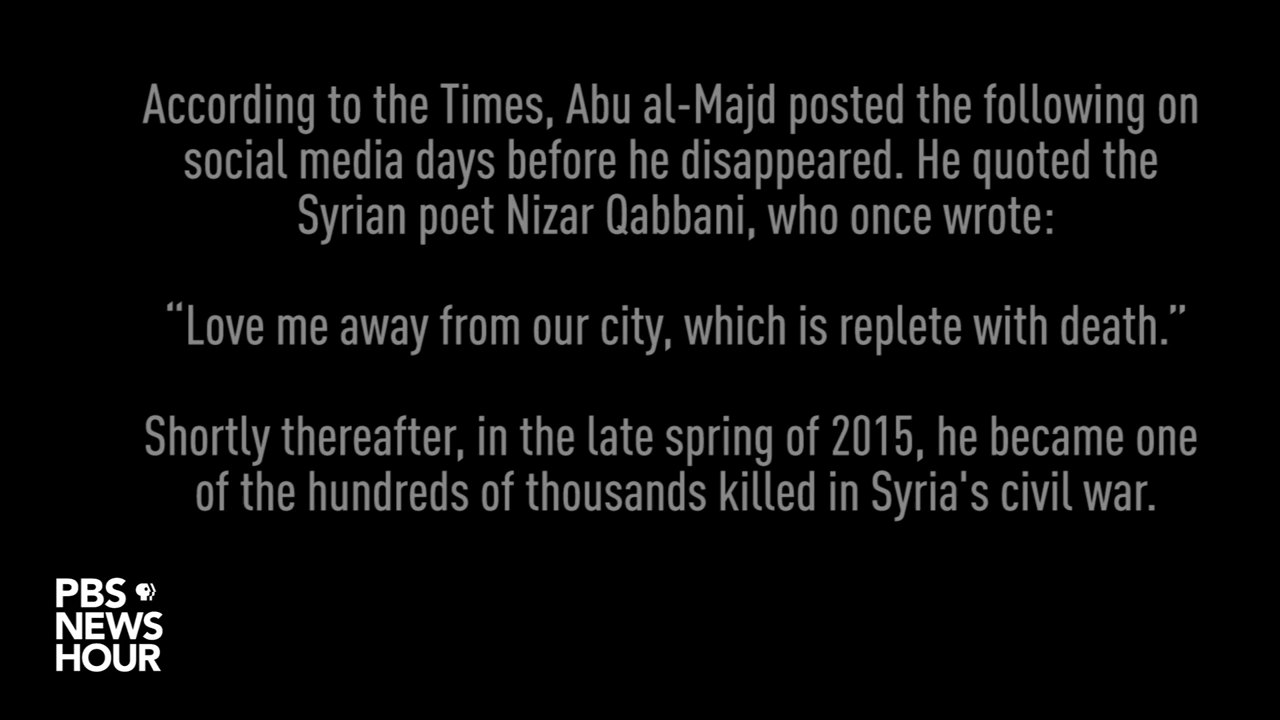 According to the Times, Abu al-Majd posted the following on
social media days before he disappeared. He quoted the
Syrian poet Nizar Qabbani, who once wrote:
“Love me away from our city, which is replete with death.”
Shortly thereafter, in the late spring of 2015, he became one
of the hundreds of thousands killed in Syria's civil war.
PBS
NEWS
HOUR